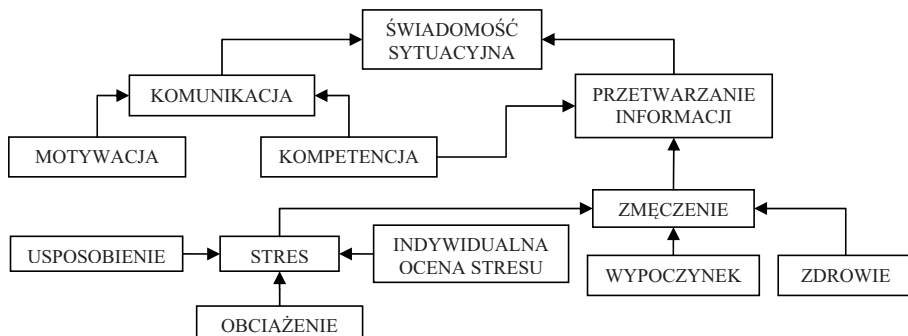 ŚWIADOMOŚĆ
SYTUACYJNA
KOMUNIKACJA
PRZETWARZANIE
INFORMACJI
MOTYWACJA
KOMPETENCJA
ZMĘCZENIE
USPOSOBIENIE
STRES
INDYWIDUALNA
OCENA STRESU
WYPOCZYNEK
ZDROWIE
OBCIĄŻENIE